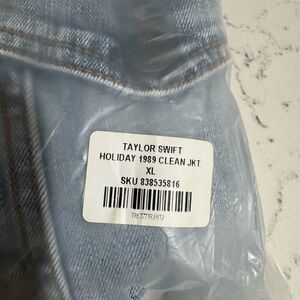 TAYLOR SWIFT
HOLIDAY 1989 CLEAN JKT
XL
SKU 838535816